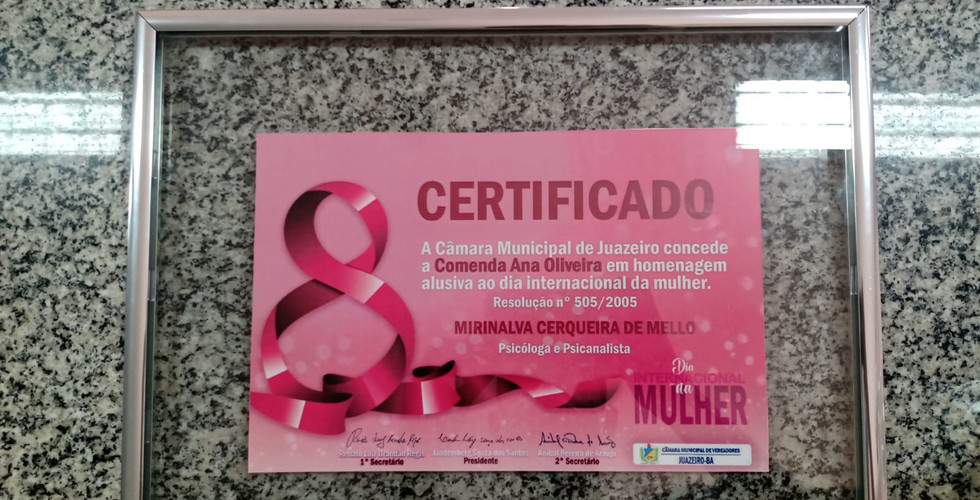 CERTIFICADO
A Câmara Municipal de Juazeiro concede
a Comenda Ana Oliveira em homenagem
alusiva ao dia internacional da mulher.
Resolução n° 505/2005
MIRINALVA CERQUEIRA DE MELLO
Psicóloga e Psicanalista
Dia
INTERNACIONAL
da
MULHER
1° Secretário
Presidente
2° Secretário
CÂMARA MUNICIPAL DE VEREADORES
JUAZEIRO-BA